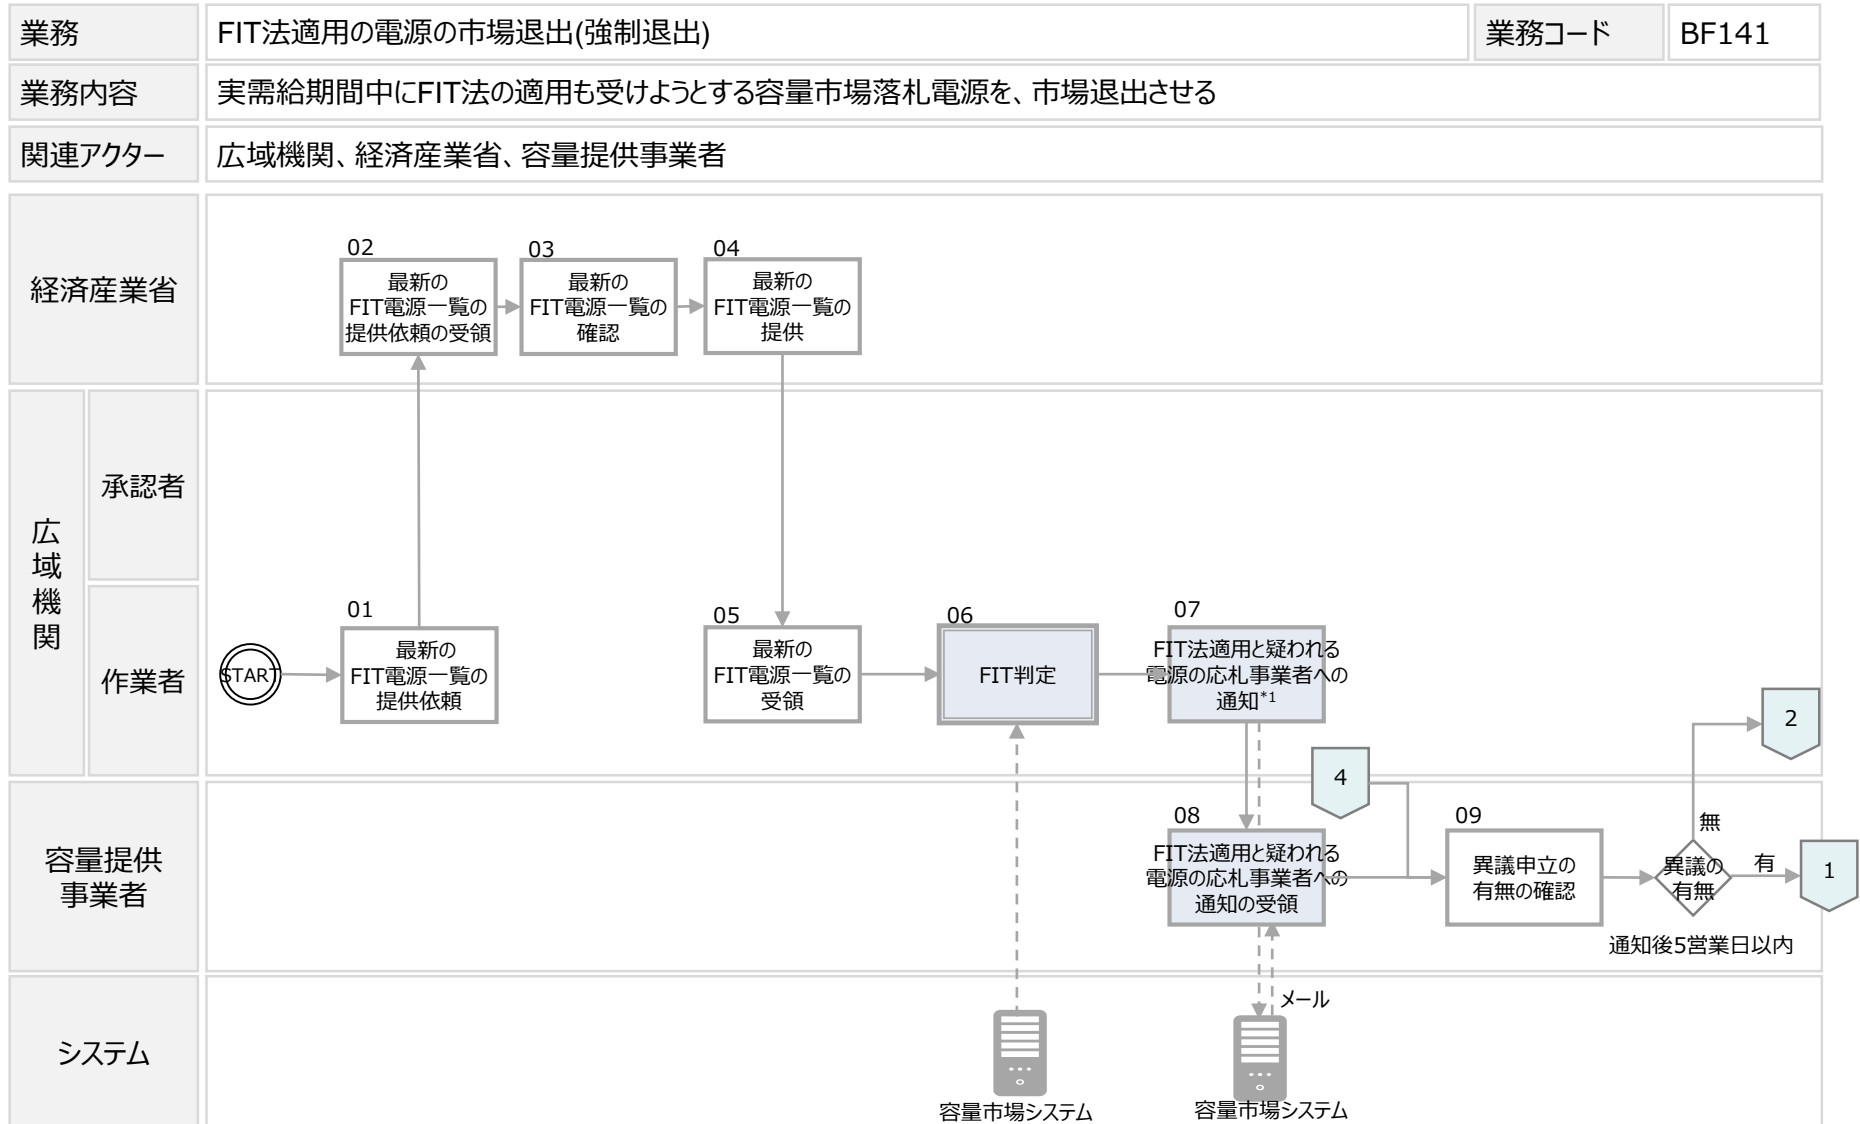 業務
FIT法適用の電源の市場退出(強制退出)
業務コード
BF141
業務内容
実需給期間中にFIT法の適用も受けようとする容量市場落札電源を、市場退出させる
関連アクター
広域機関、経済産業省、容量提供事業者
経済産業省
02
最新の
FIT電源一覧の
提供依頼の受領
03
最新の
FIT電源一覧の
確認
04
最新の
FIT電源一覧の
提供
広域機関
承認者
作業者
START
01
最新の
FIT電源一覧の
提供依頼
05
最新の
FIT電源一覧の
受領
06
FIT判定
07
FIT法適用と疑われる
電源の応札事業者への
通知*1
2
4
容量提供
事業者
08
FIT法適用と疑われる
電源の応札事業者への
通知の受領
09
異議申立の
有無の確認
異議の
有無
無
有
1
通知後5営業日以内
システム
メール
容量市場システム
容量市場システム